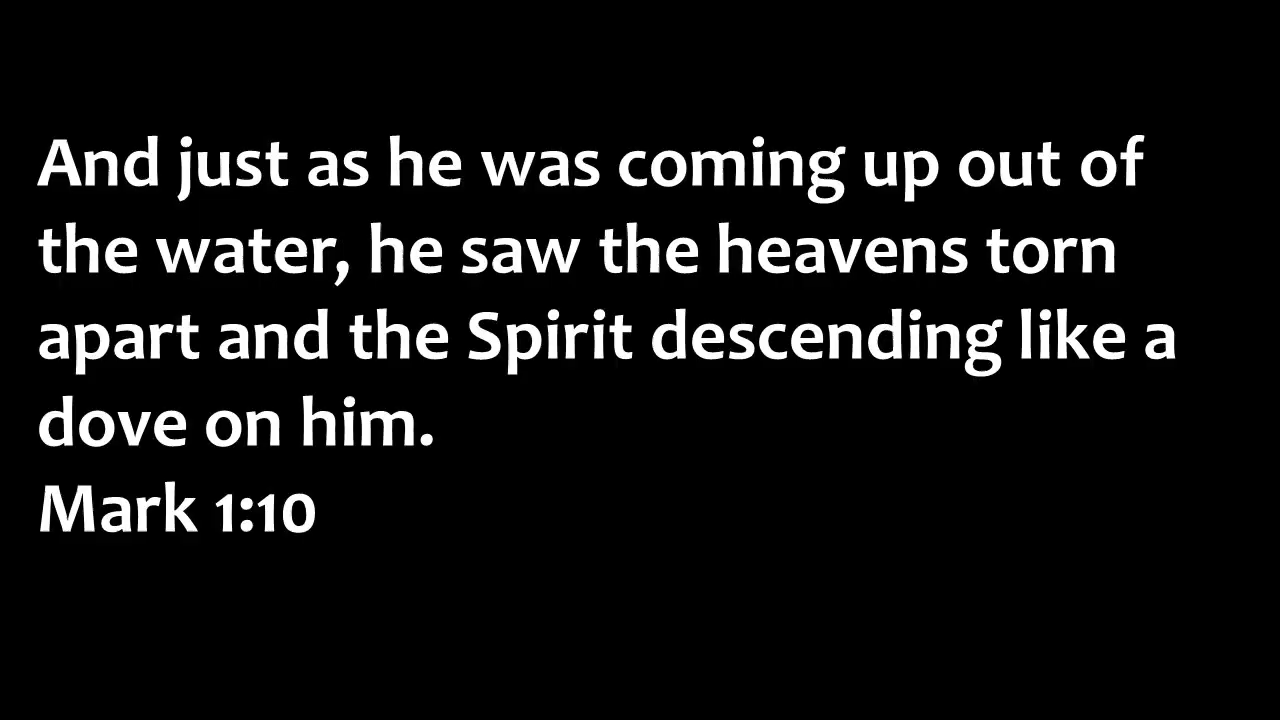 And just as he was coming up out of
the water, he saw the heavens torn
apart and the Spirit descending like a
dove on him.
Mark 1:10